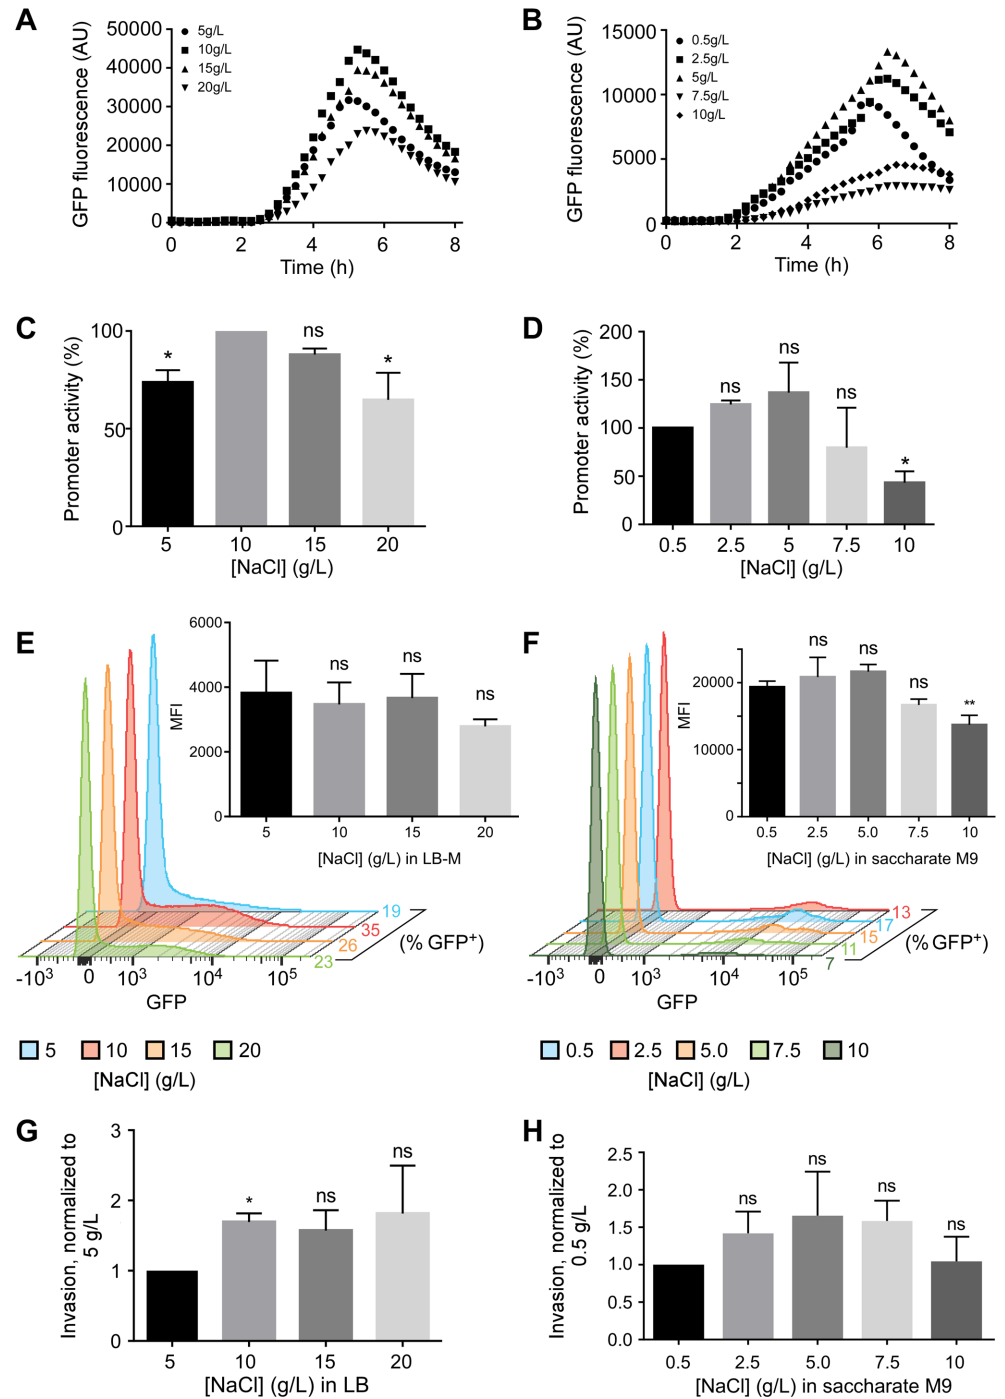 A
GFP fluorescence (AU)
50000
40000
30000
20000
10000
0
0 2 4 6 8
Time (h)
5g/L
10g/L
15g/L
20g/L
B
GFP fluorescence (AU)
15000
10000
5000
0
0 2 4 6 8
Time (h)
0.5g/L
2.5g/L
5g/L
7.5g/L
10g/L
C
Promoter activity (%)
100
50
0
* ns *
5 10 15 20
[NaCl] (g/L)
D
Promoter activity (%)
200
150
100
50
0
ns ns ns *
0.5 2.5 5 7.5 10
[NaCl] (g/L)
E
MFI
6000
4000
2000
0
ns ns ns
5 10 15 20
[NaCl] (g/L) in LB-M
19
35
26
23
(% GFP+)
-10³ 0 10³ 10⁴ 10⁵
GFP
5 10 15 20
[NaCl] (g/L)
F
MFI
20000
10000
0
ns ns ns **
0.5 2.5 5.0 7.5 10
[NaCl] (g/L) in saccharate M9
13
17
15
11
7
(% GFP⁺)
-10³ 0 10³ 10⁴ 10⁵
GFP
0.5 2.5 5.0 7.5 10
[NaCl] (g/L)
G
Invasion, normalized to
5 g/L
3
2
1
0
* ns ns
5 10 15 20
[NaCl] (g/L) in LB
H
Invasion, normalized to
0.5 g/L
2.5
2.0
1.5
1.0
0.5
0.0
ns ns ns ns
0.5 2.5 5.0 7.5 10
[NaCl] (g/L) in saccharate M9